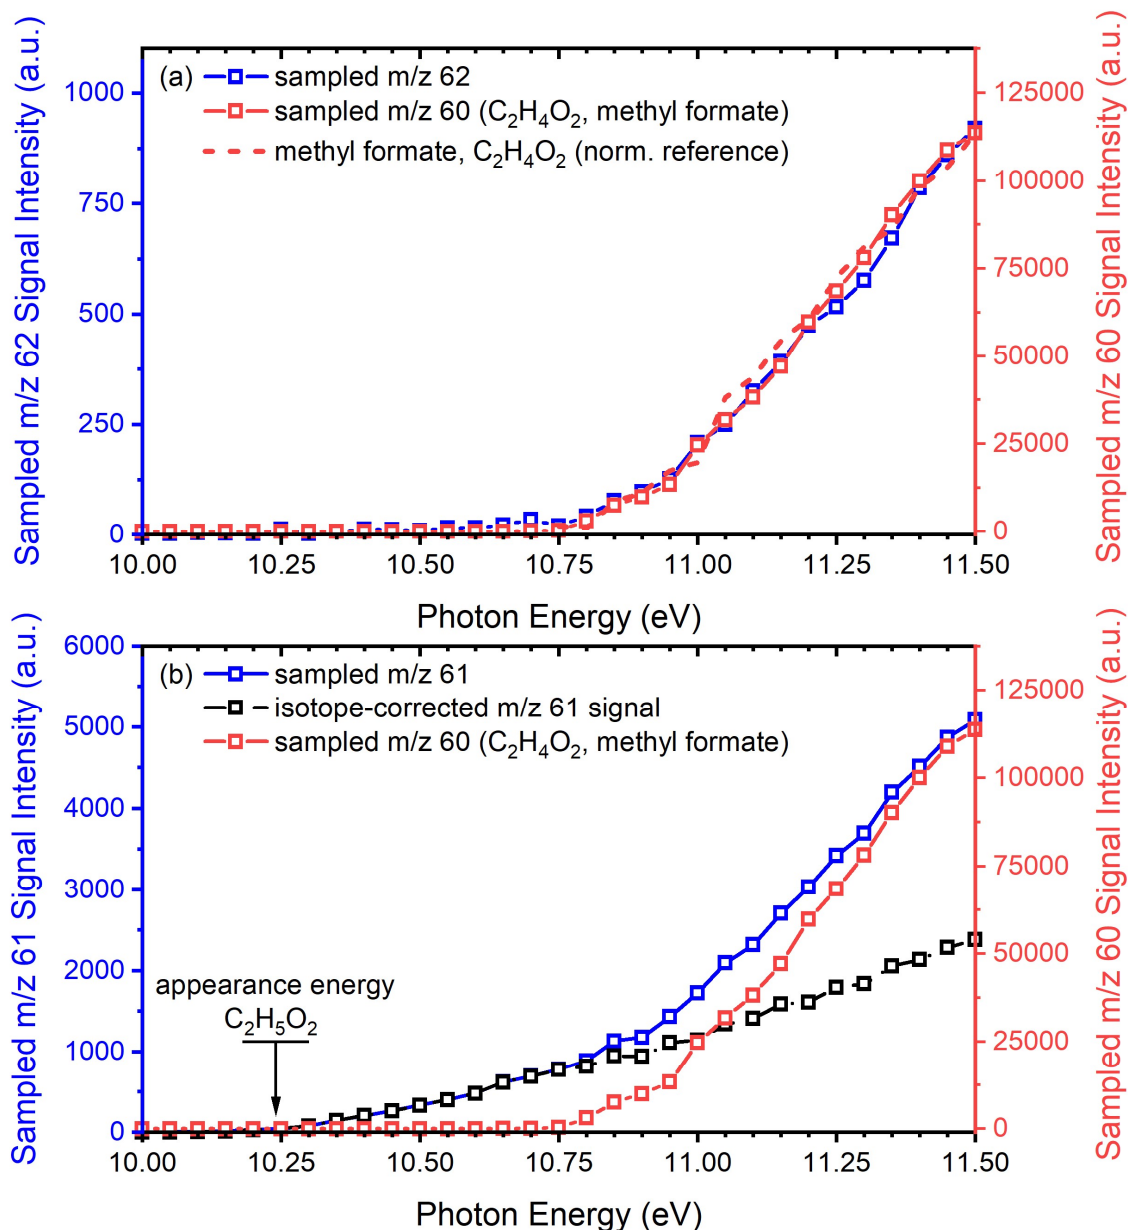 (a)
sampled m/z 62
sampled m/z 60 (C₂H₄O₂, methyl formate)
methyl formate, C₂H₄O₂ (norm. reference)
Sampled m/z 62 Signal Intensity (a.u.)
1000
750
500
250
0
Sampled m/z 60 Signal Intensity (a.u.)
125000
100000
75000
50000
25000
0
10.00 10.25 10.50 10.75 11.00 11.25 11.50
Photon Energy (eV)
(b)
sampled m/z 61
isotope-corrected m/z 61 signal
sampled m/z 60 (C₂H₄O₂, methyl formate)
Sampled m/z 61 Signal Intensity (a.u.)
6000
5000
4000
3000
2000
1000
0
appearance energy
C₂H₅O₂
Sampled m/z 60 Signal Intensity (a.u.)
125000
100000
75000
50000
25000
0
10.00 10.25 10.50 10.75 11.00 11.25 11.50
Photon Energy (eV)